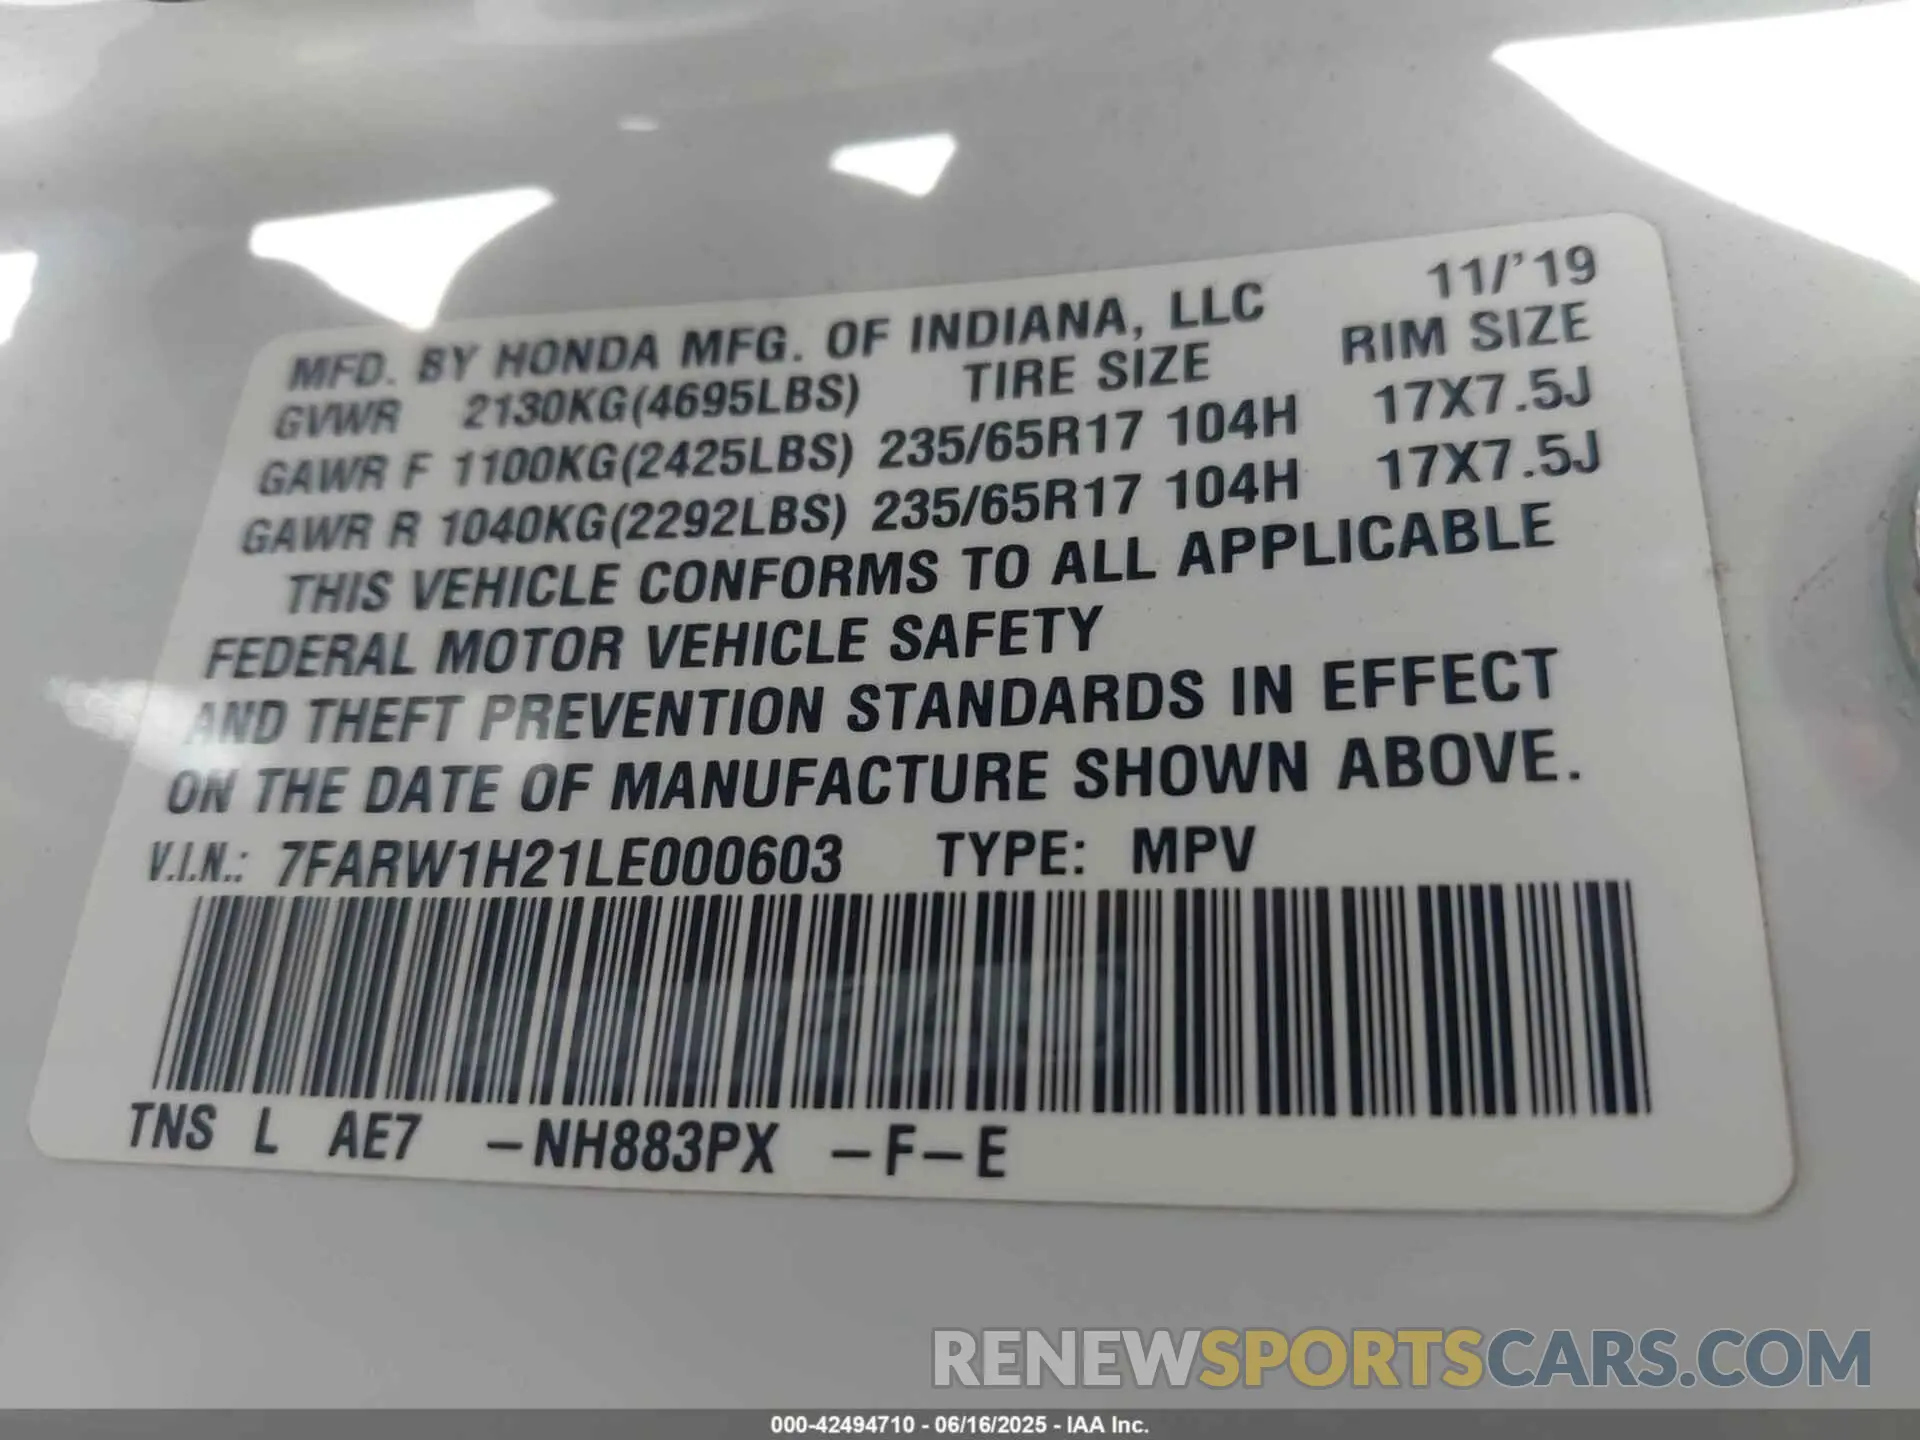 11/'19
MFD. BY HONDA MFG. OF INDIANA, LLC
GVWR 2130KG(4695LBS) TIRE SIZE RIM SIZE
GAWR F 1100KG(2425LBS) 235/65R17 104H 17X7.5J
GAWR R 1040KG(2292LBS) 235/65R17 104H 17X7.5J
THIS VEHICLE CONFORMS TO ALL APPLICABLE
FEDERAL MOTOR VEHICLE SAFETY
AND THEFT PREVENTION STANDARDS IN EFFECT
ON THE DATE OF MANUFACTURE SHOWN ABOVE.
V.I.N.: 7FARW1H21LE000603 TYPE: MPV
TNS L AE7 -NH883PX -F-E
RENEWSPORTSCARS.COM
000-42494710 - 06/16/2025 - IAA Inc.